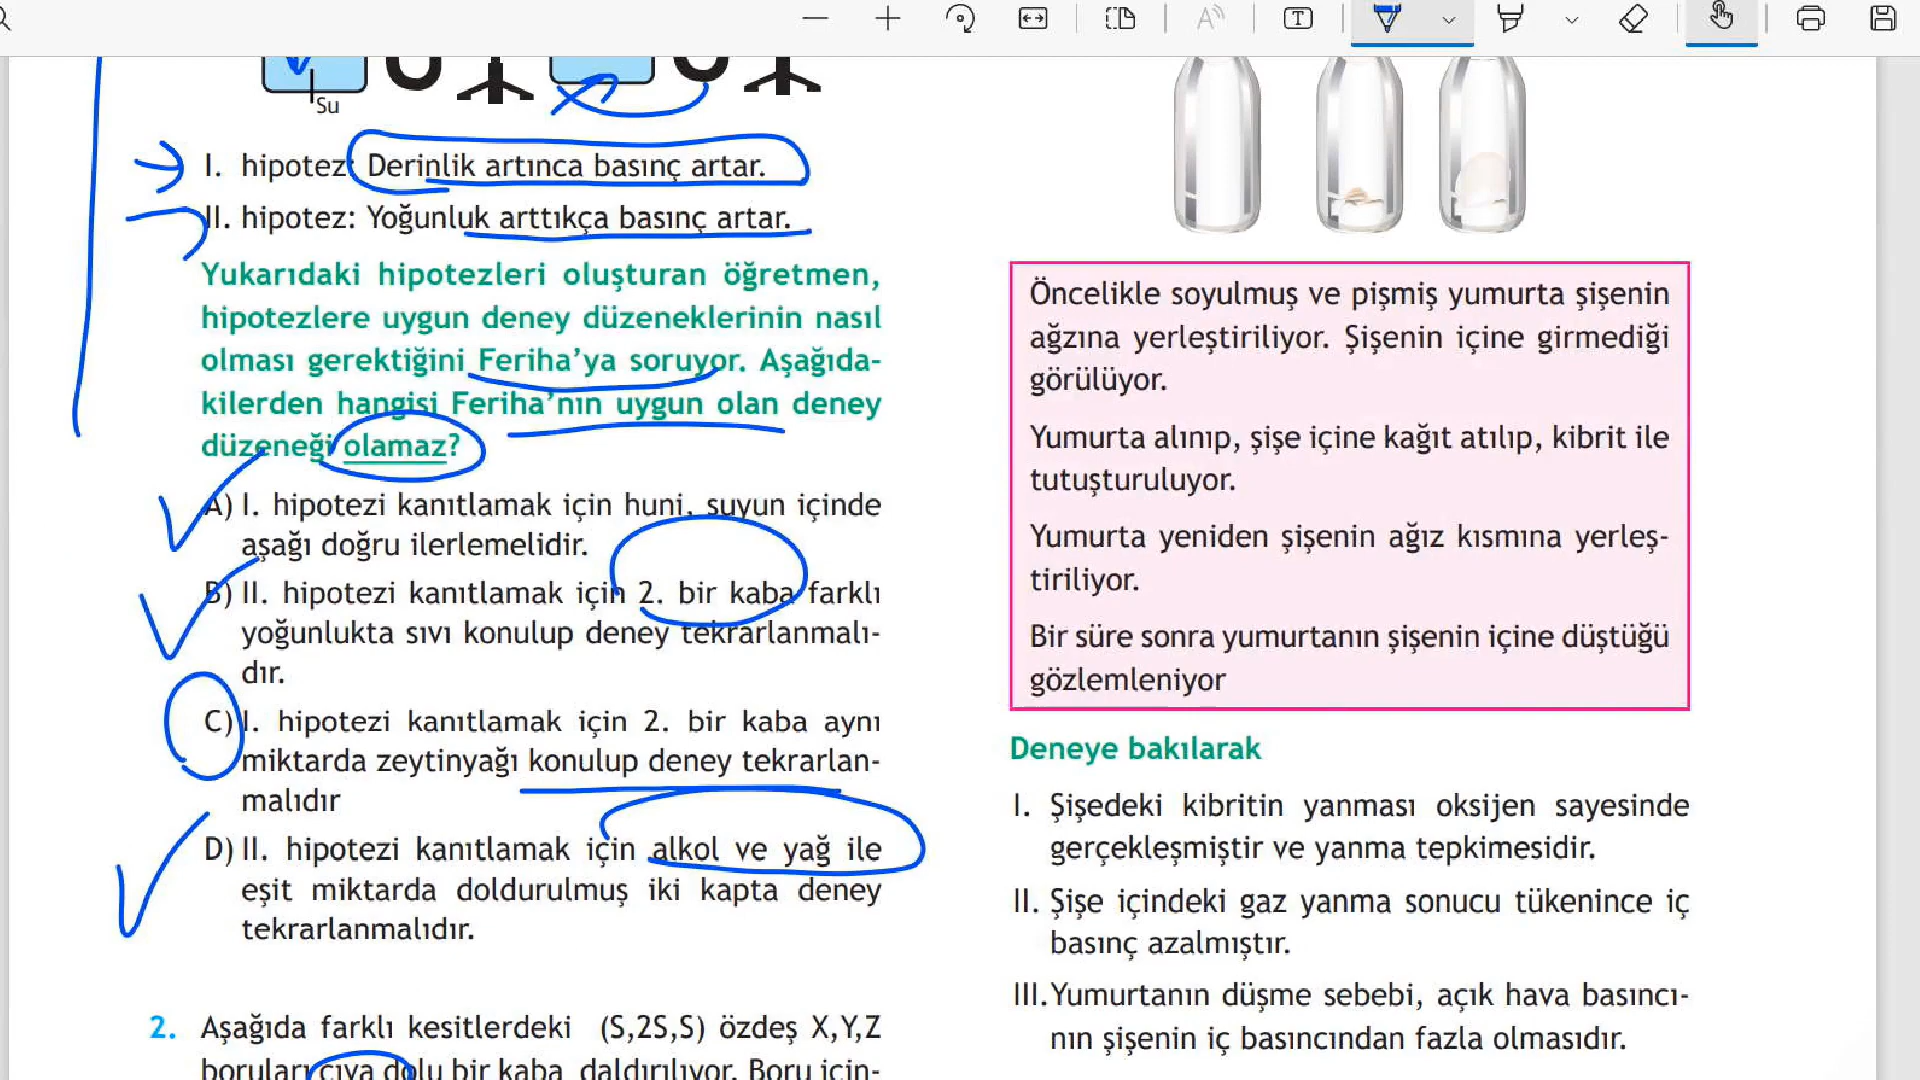 Su
I. hipotez: Derinlik artınca basınç artar.
II. hipotez: Yoğunluk arttıkça basınç artar.
Yukarıdaki hipotezleri oluşturan öğretmen,
hipotezlere uygun deney düzeneklerinin nasıl
olması gerektiğini Feriha’ya soruyor. Aşağıda-
kilerden hangisi Feriha’nın uygun olan deney
düzeneği olamaz?
A) I. hipotezi kanıtlamak için huni, suyun içinde
aşağı doğru ilerlemelidir.
B) II. hipotezi kanıtlamak için 2. bir kaba farklı
yoğunlukta sıvı konulup deney tekrarlanmalı-
dır.
C) I. hipotezi kanıtlamak için 2. bir kaba aynı
miktarda zeytinyağı konulup deney tekrarlan-
malıdır
D) II. hipotezi kanıtlamak için alkol ve yağ ile
eşit miktarda doldurulmuş iki kapta deney
tekrarlanmalıdır.
2. Aşağıda farklı kesitlerdeki (S,2S,S) özdeş X,Y,Z
boruları cıva dolu bir kaba daldırılıyor. Boru için-
Öncelikle soyulmuş ve pişmiş yumurta şişenin
ağzına yerleştiriliyor. Şişenin içine girmediği
görülüyor.
Yumurta alınıp, şişe içine kağıt atılıp, kibrit ile
tutuşturuluyor.
Yumurta yeniden şişenin ağız kısmına yerleş-
tiriliyor.
Bir süre sonra yumurtanın şişenin içine düştüğü
gözlemleniyor
Deneye bakılarak
I. Şişedeki kibritin yanması oksijen sayesinde
gerçekleşmiştir ve yanma tepkimesidir.
II. Şişe içindeki gaz yanma sonucu tükenince iç
basınç azalmıştır.
III.Yumurtanın düşme sebebi, açık hava basıncı-
nın şişenin iç basıncından fazla olmasıdır.